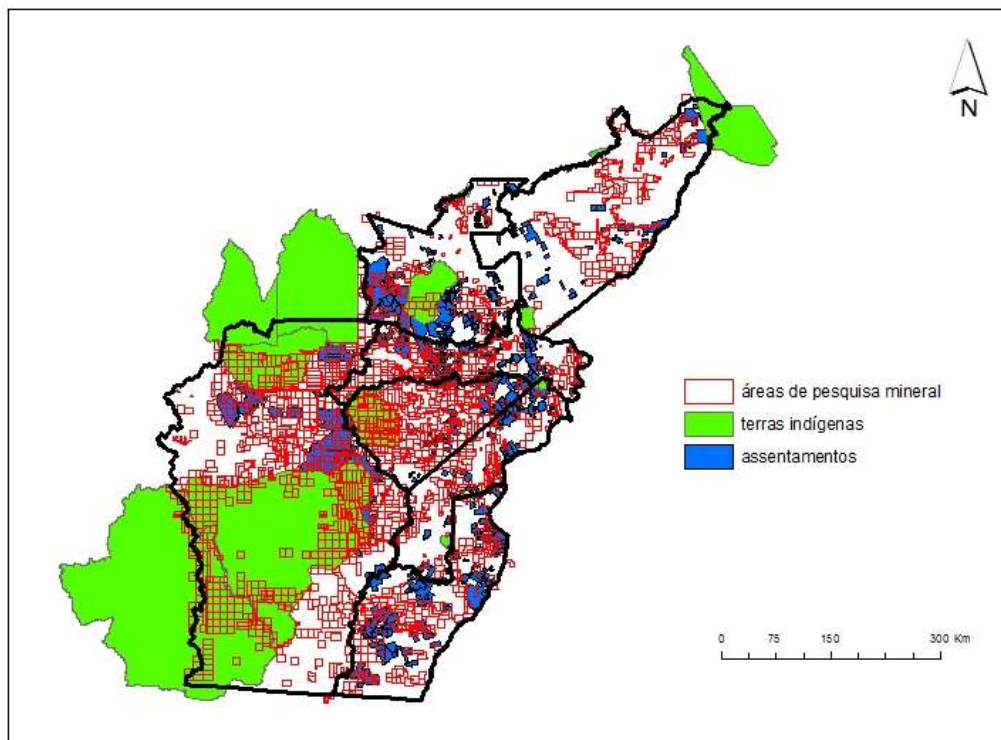 N
áreas de pesquisa mineral
terras indígenas
assentamentos
0 75 150 300 Km